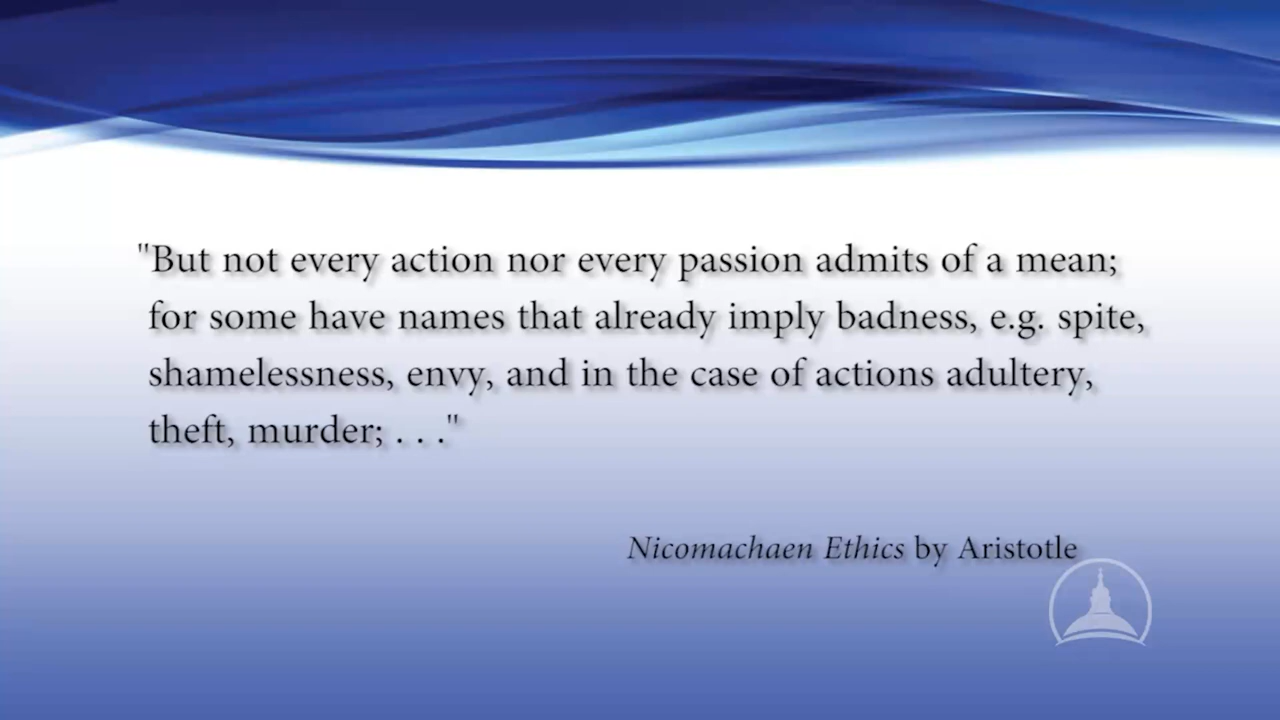 "But not every action nor every passion admits of a mean;
for some have names that already imply badness, e.g. spite,
shamelessness, envy, and in the case of actions adultery,
theft, murder; . . ."
Nicomachaen Ethics by Aristotle